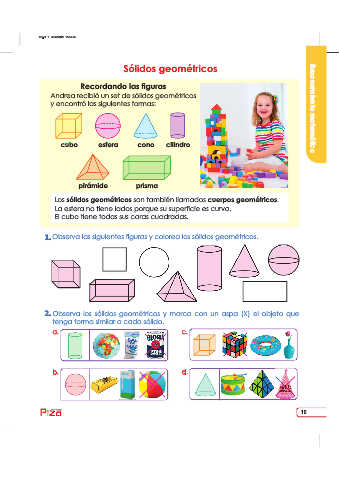 Sólidos geométricos
Razonamiento matemático
Recordando las figuras
Andrea recibió un set de sólidos geométricos
y encontró las siguientes formas:
cubo esfera cono cilindro
pirámide prisma
Los sólidos geométricos son también llamados cuerpos geométricos.
La esfera no tiene lados porque su superficie es curva.
El cubo tiene todas sus caras cuadradas.
1. Observa las siguientes figuras y colorea los sólidos geométricos.
2. Observa los sólidos geométricos y marca con un aspa (X) el objeto que
tenga forma similar a cada sólido.
a. c.
b. d.